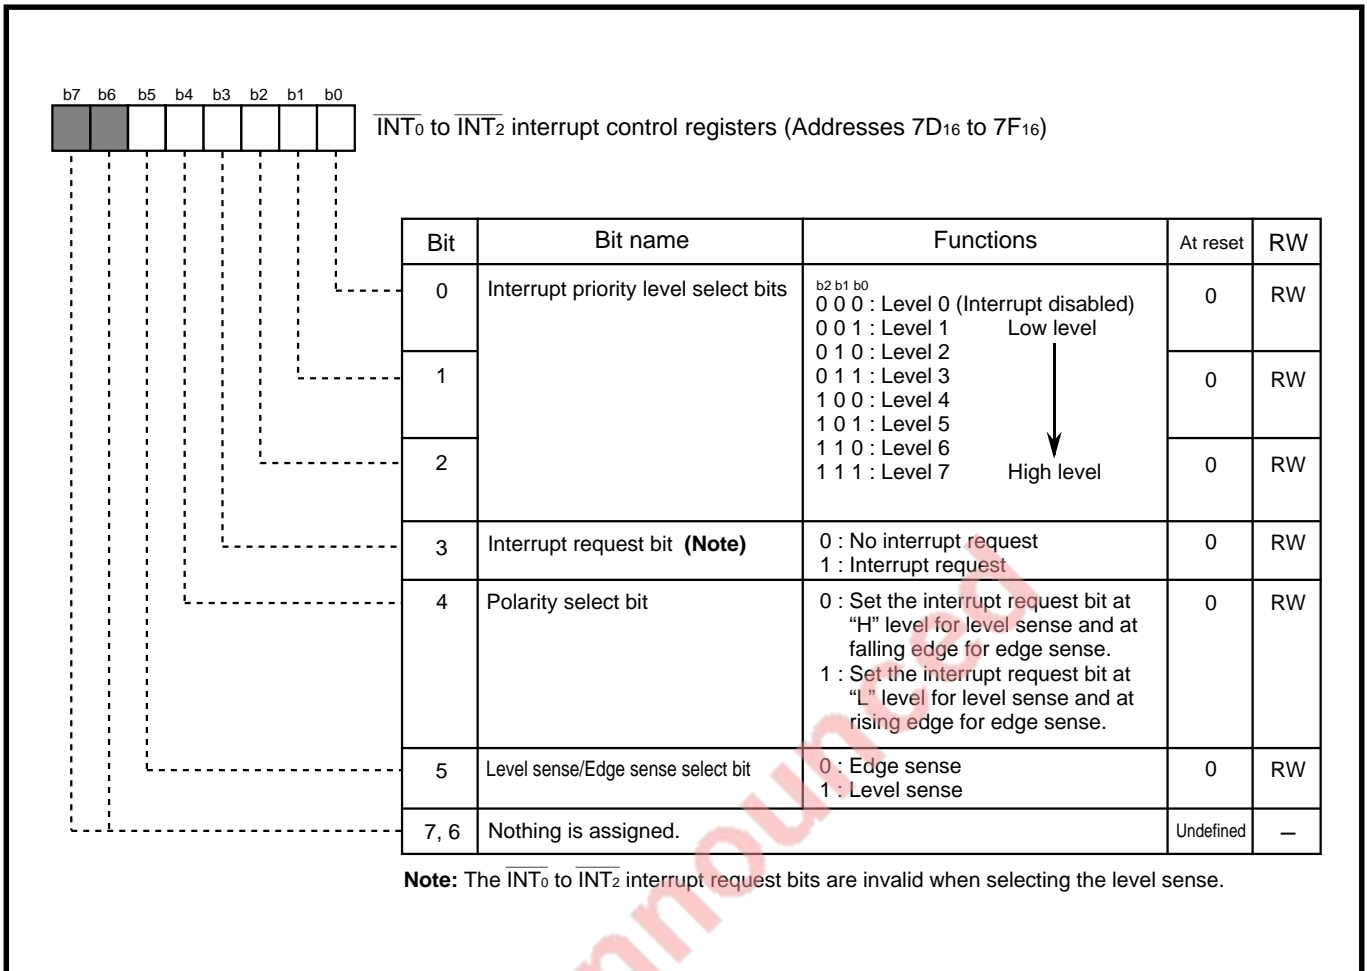 b7 b6 b5 b4 b3 b2 b1 b0
INT0 to INT2 interrupt control registers (Addresses 7D16 to 7F16)
Bit Bit name Functions At reset RW
0 Interrupt priority level select bits b2 b1 b0 0 RW
0 0 0 : Level 0 (Interrupt disabled)
0 0 1 : Level 1 Low level
0 1 0 : Level 2
1 0 1 1 : Level 3 0 RW
1 0 0 : Level 4
1 0 1 : Level 5
2 1 1 0 : Level 6 0 RW
1 1 1 : Level 7 High level
3 Interrupt request bit (Note) 0 : No interrupt request 0 RW
1 : Interrupt request
4 Polarity select bit 0 : Set the interrupt request bit at 0 RW
“H” level for level sense and at
falling edge for edge sense.
1 : Set the interrupt request bit at
“L” level for level sense and at
rising edge for edge sense.
5 Level sense/Edge sense select bit 0 : Edge sense 0 RW
1 : Level sense
7, 6 Nothing is assigned. Undefined –
Note: The INT0 to INT2 interrupt request bits are invalid when selecting the level sense.
nnounced